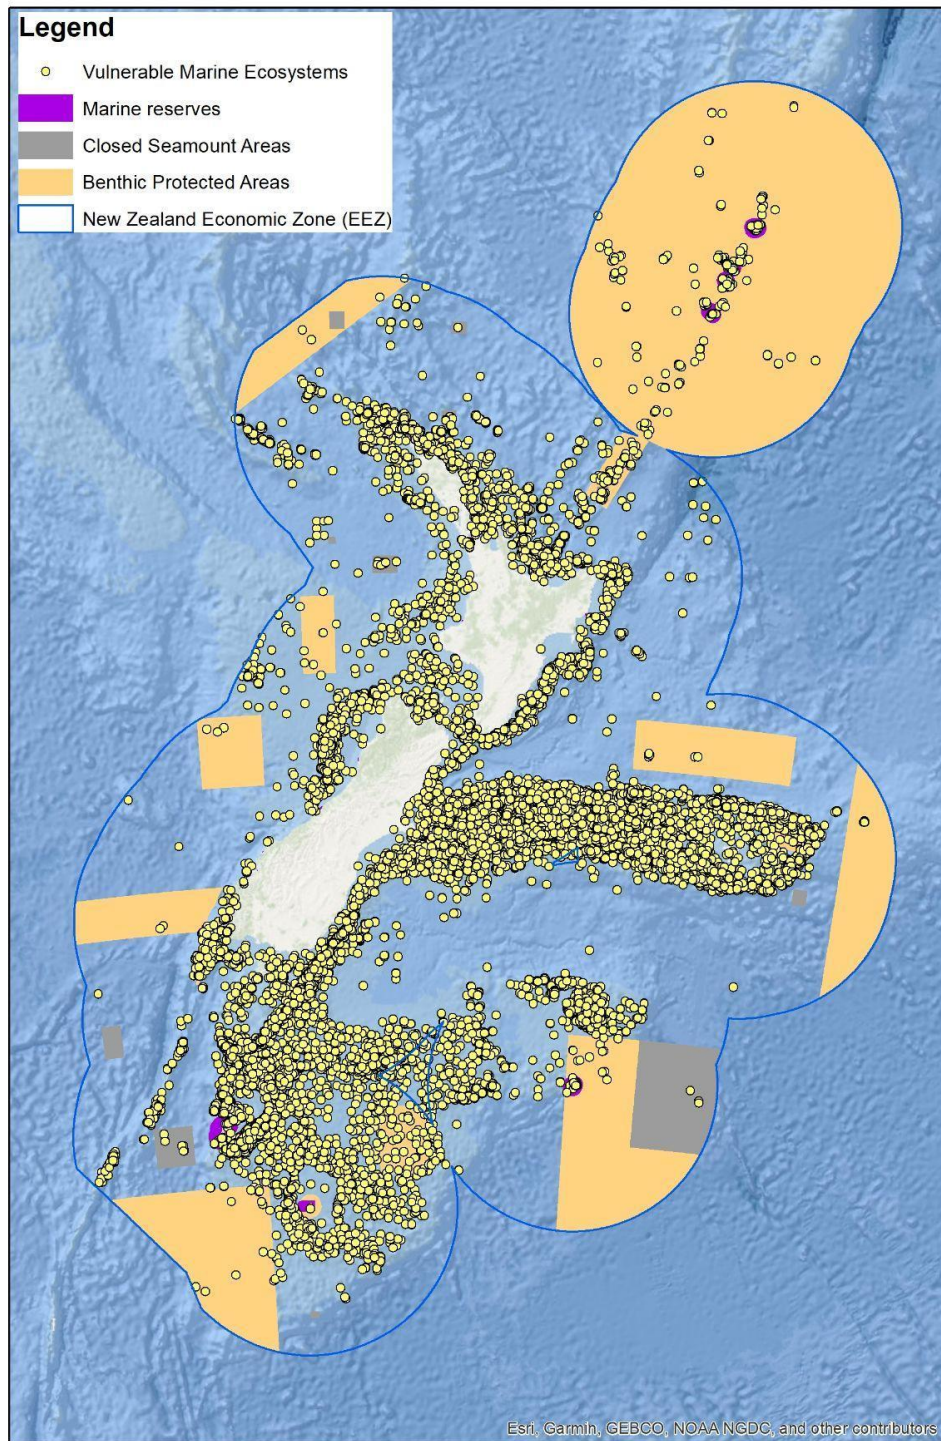 Legend
Vulnerable Marine Ecosystems
Marine reserves
Closed Seamount Areas
Benthic Protected Areas
New Zealand Economic Zone (EEZ)
Esri, Garmin, GEBCO, NOAA NGDC, and other contributors